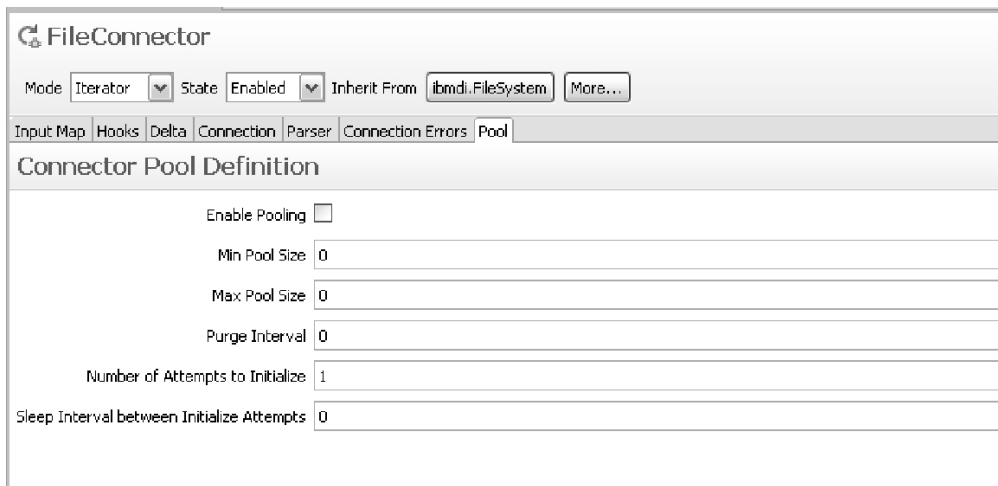 FileConnector
Mode Iterator State Enabled Inherit From ibmdi.FileSystem More...
Input Map Hooks Delta Connection Parser Connection Errors Pool
Connector Pool Definition
Enable Pooling
Min Pool Size 0
Max Pool Size 0
Purge Interval 0
Number of Attempts to Initialize 1
Sleep Interval between Initialize Attempts 0